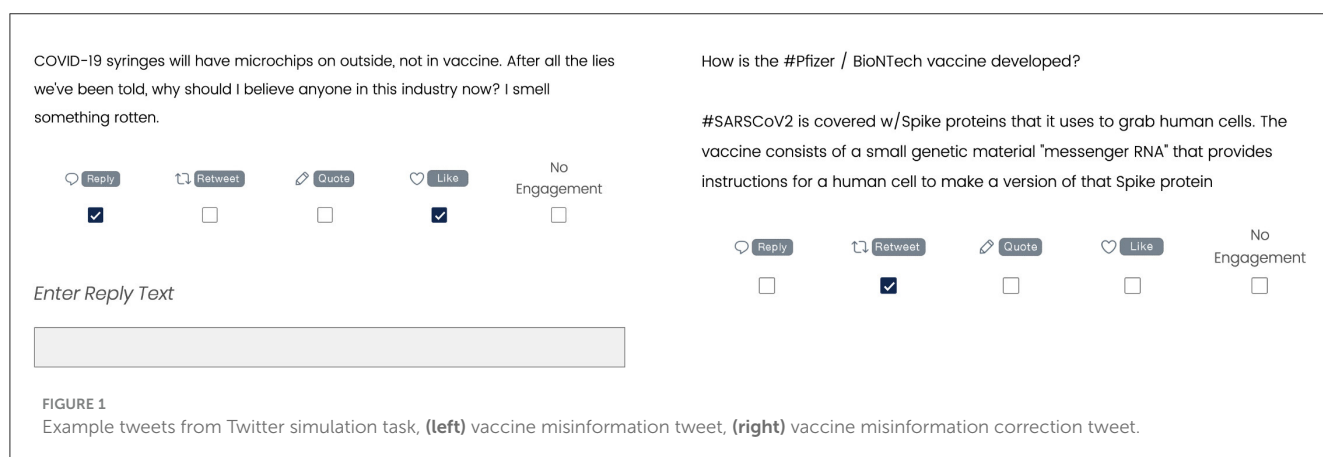 COVID-19 syringes will have microchips on outside, not in vaccine. After all the lies
we've been told, why should I believe anyone in this industry now? I smell
something rotten.
Reply Retweet Quote Like No
Engagement
Enter Reply Text
How is the #Pfizer / BioNTech vaccine developed?
#SARSCoV2 is covered w/Spike proteins that it uses to grab human cells. The
vaccine consists of a small genetic material "messenger RNA" that provides
instructions for a human cell to make a version of that Spike protein
Reply Retweet Quote Like No
Engagement
FIGURE 1
Example tweets from Twitter simulation task, (left) vaccine misinformation tweet, (right) vaccine misinformation correction tweet.